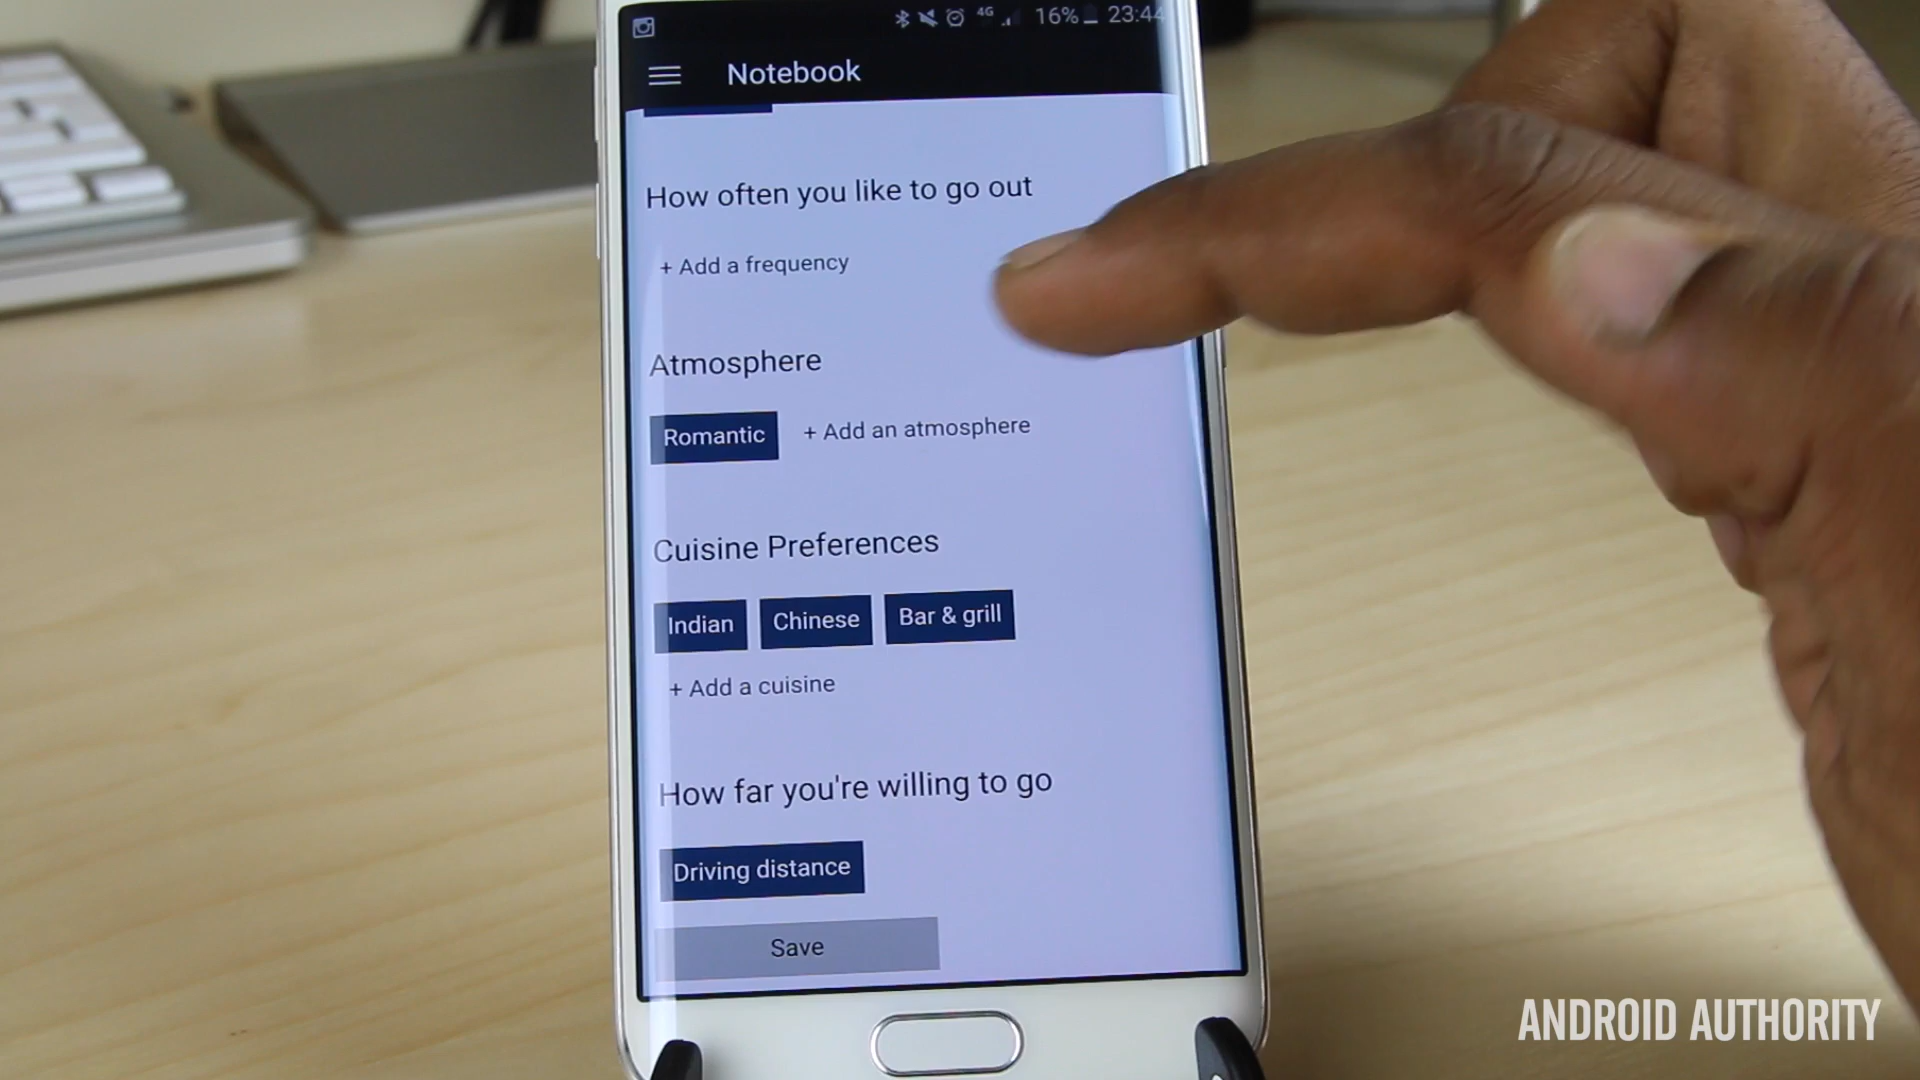 4G 16% 23:44
Notebook
How often you like to go out
+ Add a frequency
Atmosphere
Romantic + Add an atmosphere
Cuisine Preferences
Indian Chinese Bar & grill
+ Add a cuisine
How far you're willing to go
Driving distance
Save
ANDROID AUTHORITY